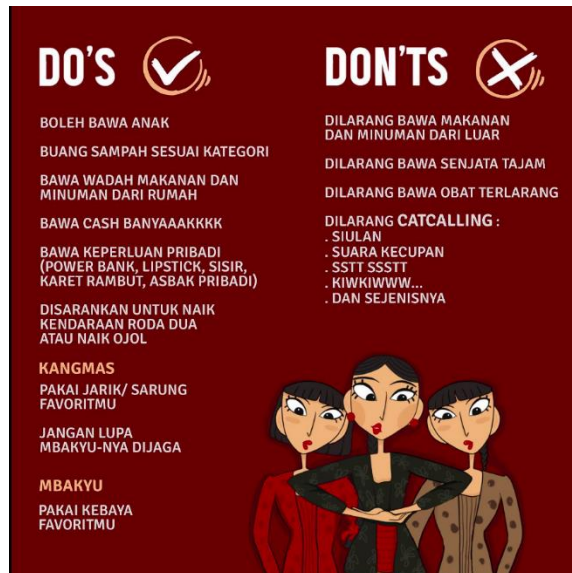 DO'S
BOLEH BAWA ANAK
BUANG SAMPAH SESUAI KATEGORI
BAWA WADAH MAKANAN DAN
MINUMAN DARI RUMAH
BAWA CASH BANYAAAKKKK
BAWA KEPERLUAN PRIBADI
(POWER BANK, LIPSTICK, SISIR,
KARET RAMBUT, ASBAK PRIBADI)
DISARANKAN UNTUK NAIK
KENDARAAN RODA DUA
ATAU NAIK OJOL
KANGMAS
PAKAI JARIK/ SARUNG
FAVORITMU
JANGAN LUPA
MBAKYU-NYA DIJAGA
MBAKYU
PAKAI KEBAYA
FAVORITMU
DON'TS
DILARANG BAWA MAKANAN
DAN MINUMAN DARI LUAR
DILARANG BAWA SENJATA TAJAM
DILARANG BAWA OBAT TERLARANG
DILARANG CATCALLING :
. SIULAN
. SUARA KECUPAN
. SSTT SSSTT
. KIWKIWWW...
. DAN SEJENISNYA